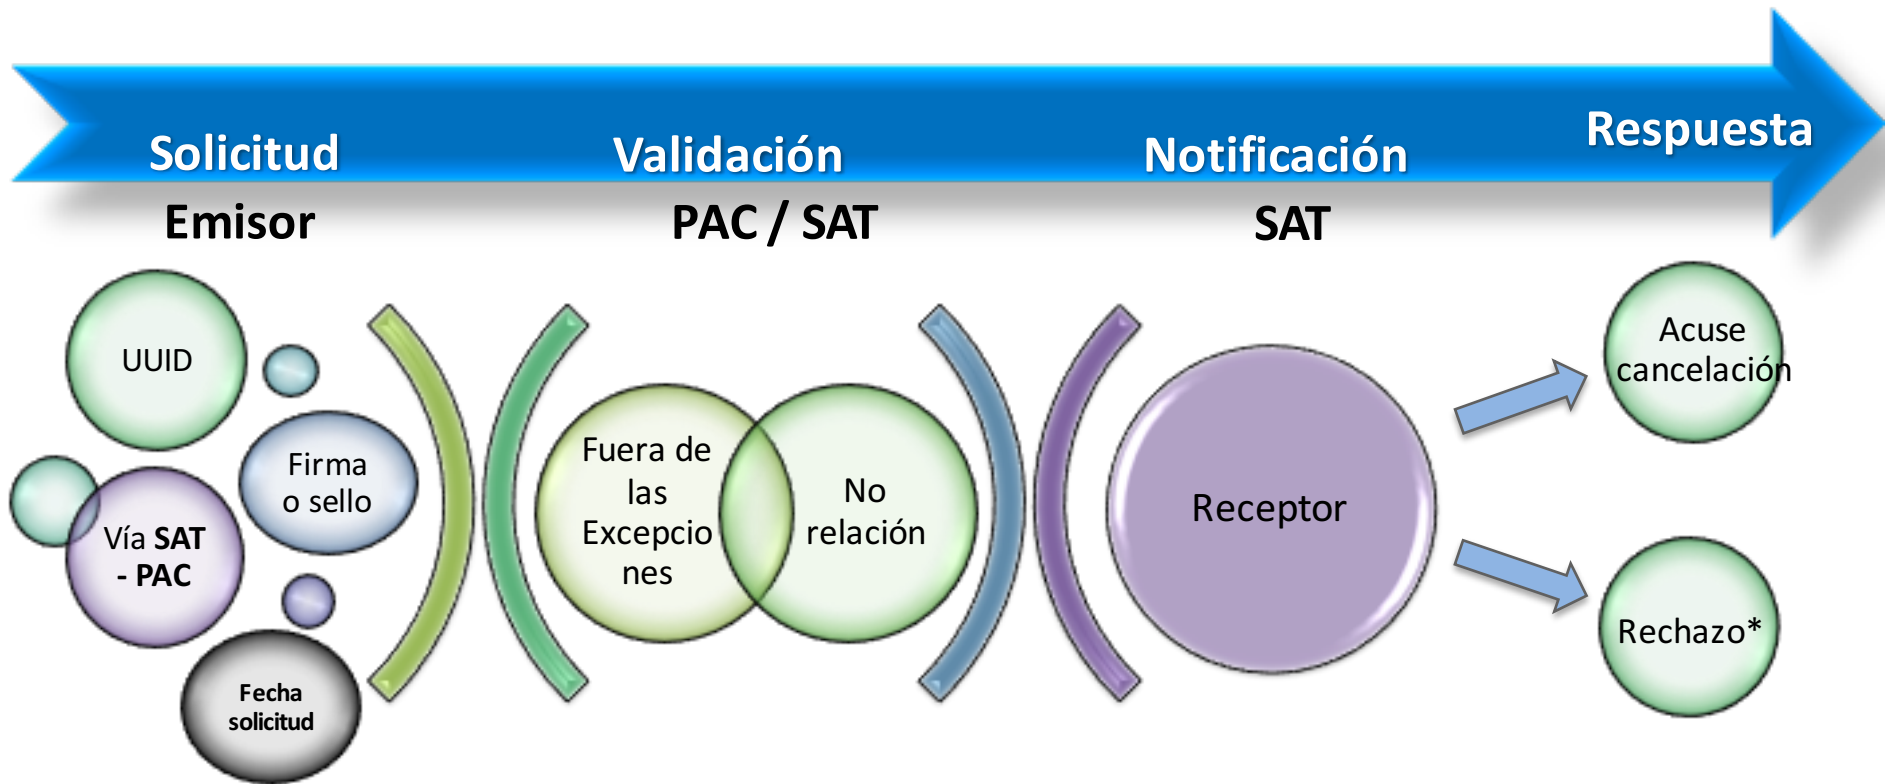 Solicitud
Validación
Notificación
Respuesta
Emisor
PAC / SAT
SAT
UUID
Firma
o sello
Vía SAT
- PAC
Fecha
solicitud
Fuera de
las
Excepcio
nes
No
relación
Receptor
Acuse
cancelación
Rechazo*